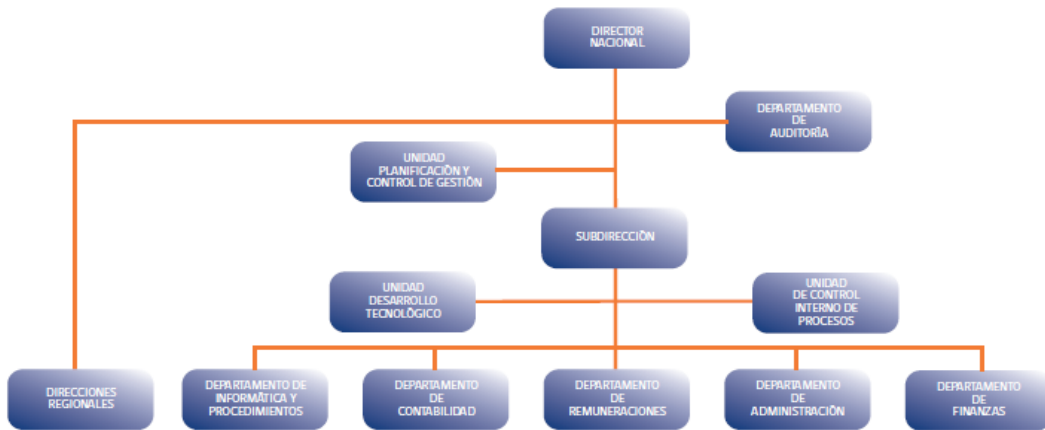 DIRECTOR
NACIONAL
DEPARTAMENTO
DE
AUDITORÍA
UNIDAD
PLANIFICACIÓN Y
CONTROL DE GESTIÓN
SUBDIRECCIÓN
UNIDAD
DESARROLLO
TECNOLÓGICO
UNIDAD
DE CONTROL
INTERNO DE
PROCESOS
DIRECCIONES
REGIONALES
DEPARTAMENTO DE
INFORMÁTICA Y
PROCEDIMIENTOS
DEPARTAMENTO
DE
CONTABILIDAD
DEPARTAMENTO
DE
REMUNERACIONES
DEPARTAMENTO
DE
ADMINISTRACIÓN
DEPARTAMENTO
DE
FINANZAS